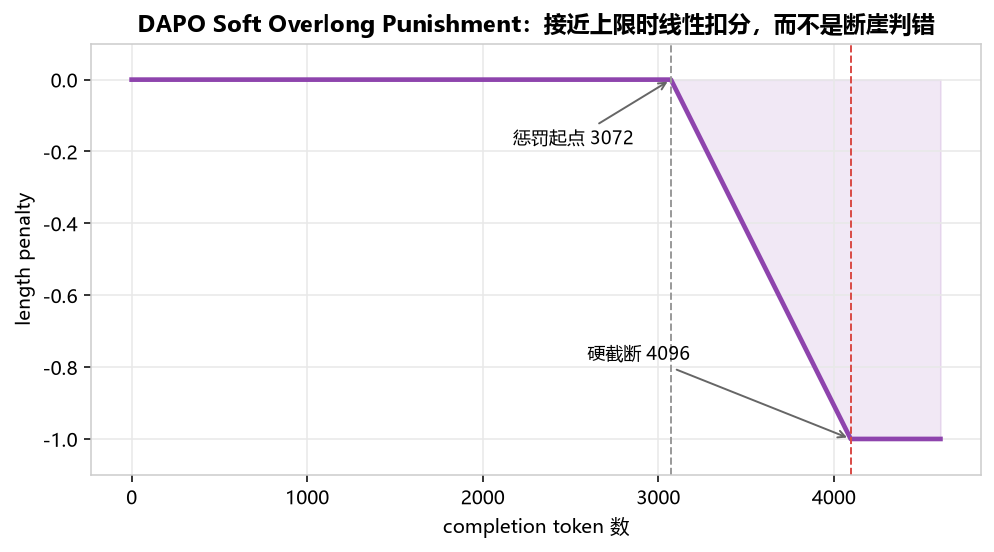 DAPO Soft Overlong Punishment：接近上限时线性扣分，而不是断崖判错
0.0
-0.2
-0.4
-0.6
-0.8
-1.0
length penalty
惩罚起点 3072
硬截断 4096
0
1000
2000
3000
4000
completion token 数